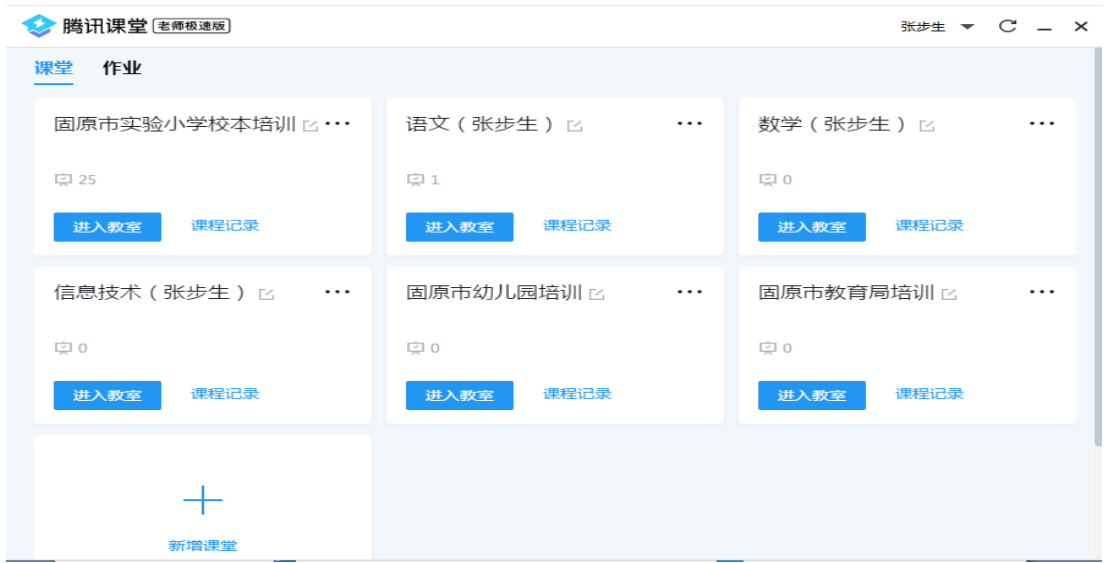 腾讯课堂 老师极速版 张步生
课堂 作业
固原市实验小学校本培训 语文（张步生） 数学（张步生）
25 1 0
进入教室 课程记录 进入教室 课程记录 进入教室 课程记录
信息技术（张步生） 固原市幼儿园培训 固原市教育局培训
0 0 0
进入教室 课程记录 进入教室 课程记录 进入教室 课程记录
新增课堂